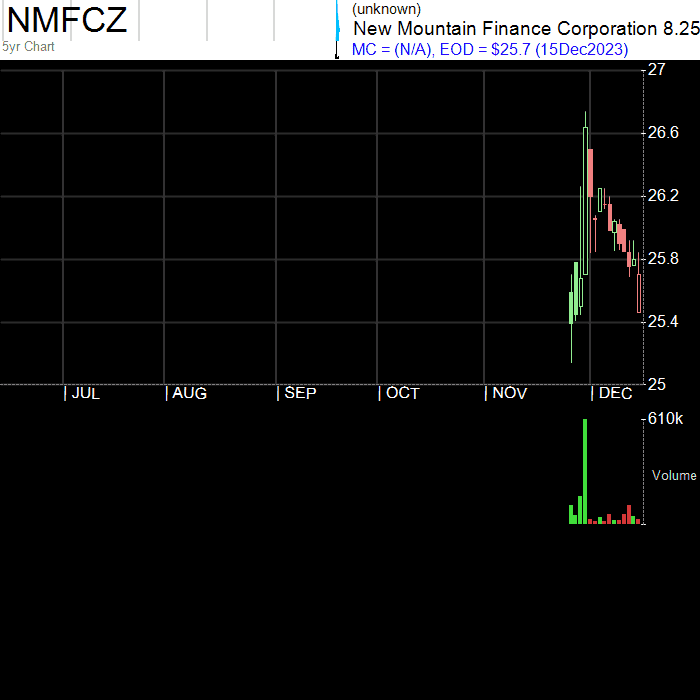 NMFCZ
5yr Chart
(unknown)
New Mountain Finance Corporation 8.25
MC = (N/A), EOD = $25.7 (15Dec2023)
27
26.6
26.2
25.8
25.4
25
| JUL | AUG | SEP | OCT | NOV | DEC
610k
Volume